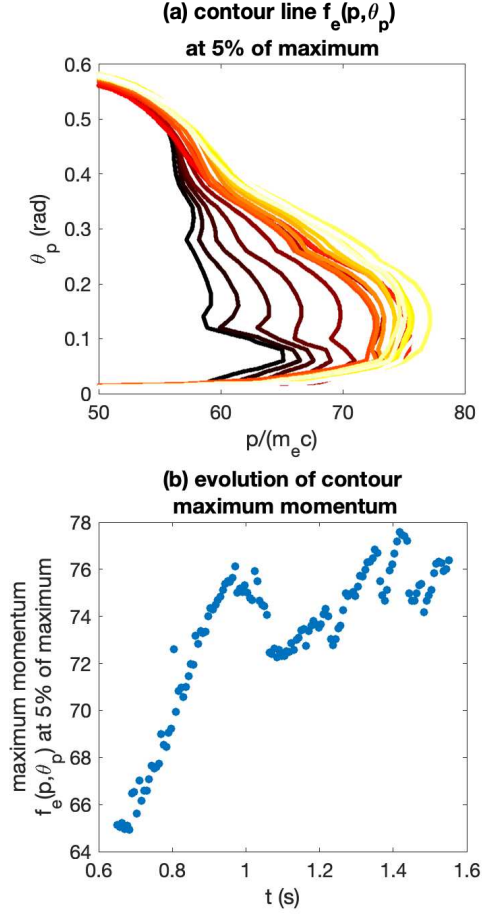 (a) contour line f_e(p,θ_p)
at 5% of maximum
0.6
0.5
0.4
0.3
0.2
0.1
0
θ_p (rad)
50 60 70 80
p/(m_e c)
(b) evolution of contour
maximum momentum
78
76
74
72
70
68
66
64
maximum momentum
f_e(p,θ_p) at 5% of maximum
0.6 0.8 1 1.2 1.4 1.6
t (s)